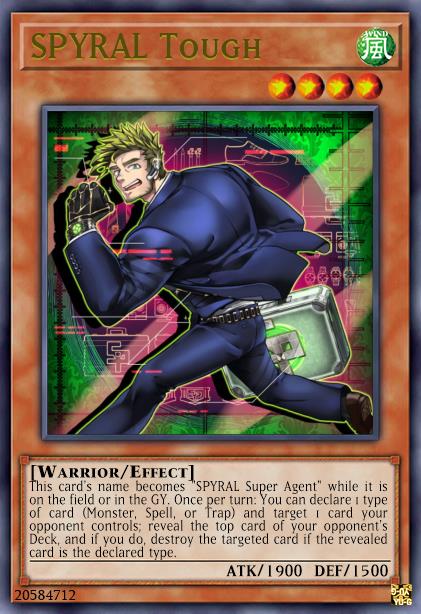 SPYRAL Tough
WIND
風
[Warrior/Effect]
This card's name becomes "SPYRAL Super Agent" while it is
on the field or in the GY. Once per turn: You can declare 1 type
of card (Monster, Spell, or Trap) and target 1 card your
opponent controls; reveal the top card of your opponent's
Deck, and if you do, destroy the targeted card if the revealed
card is the declared type.
ATK/1900 DEF/1500
20584712